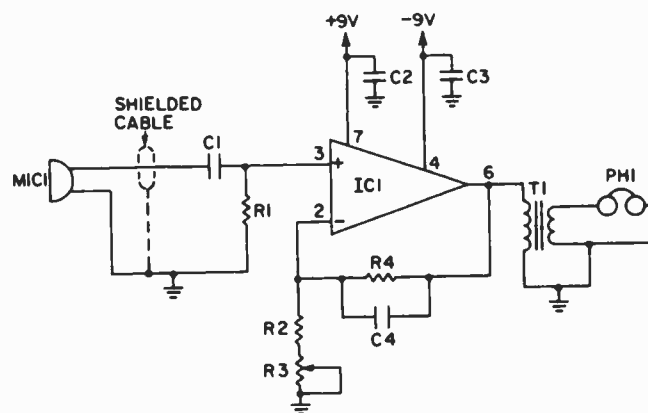 +9V
-9V
C2
C3
SHIELDED
CABLE
C1
MIC1
R1
3
+
7
4
IC1
6
T1
PH1
2
-
R4
C4
R2
R3